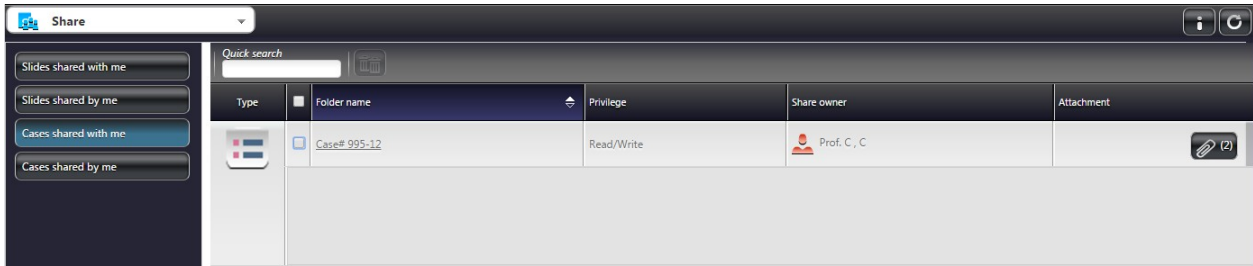 Share
Slides shared with me
Slides shared by me
Cases shared with me
Cases shared by me
Quick search
Type Folder name Privilege Share owner Attachment
Case# 995-12 Read/Write Prof. C , C (2)